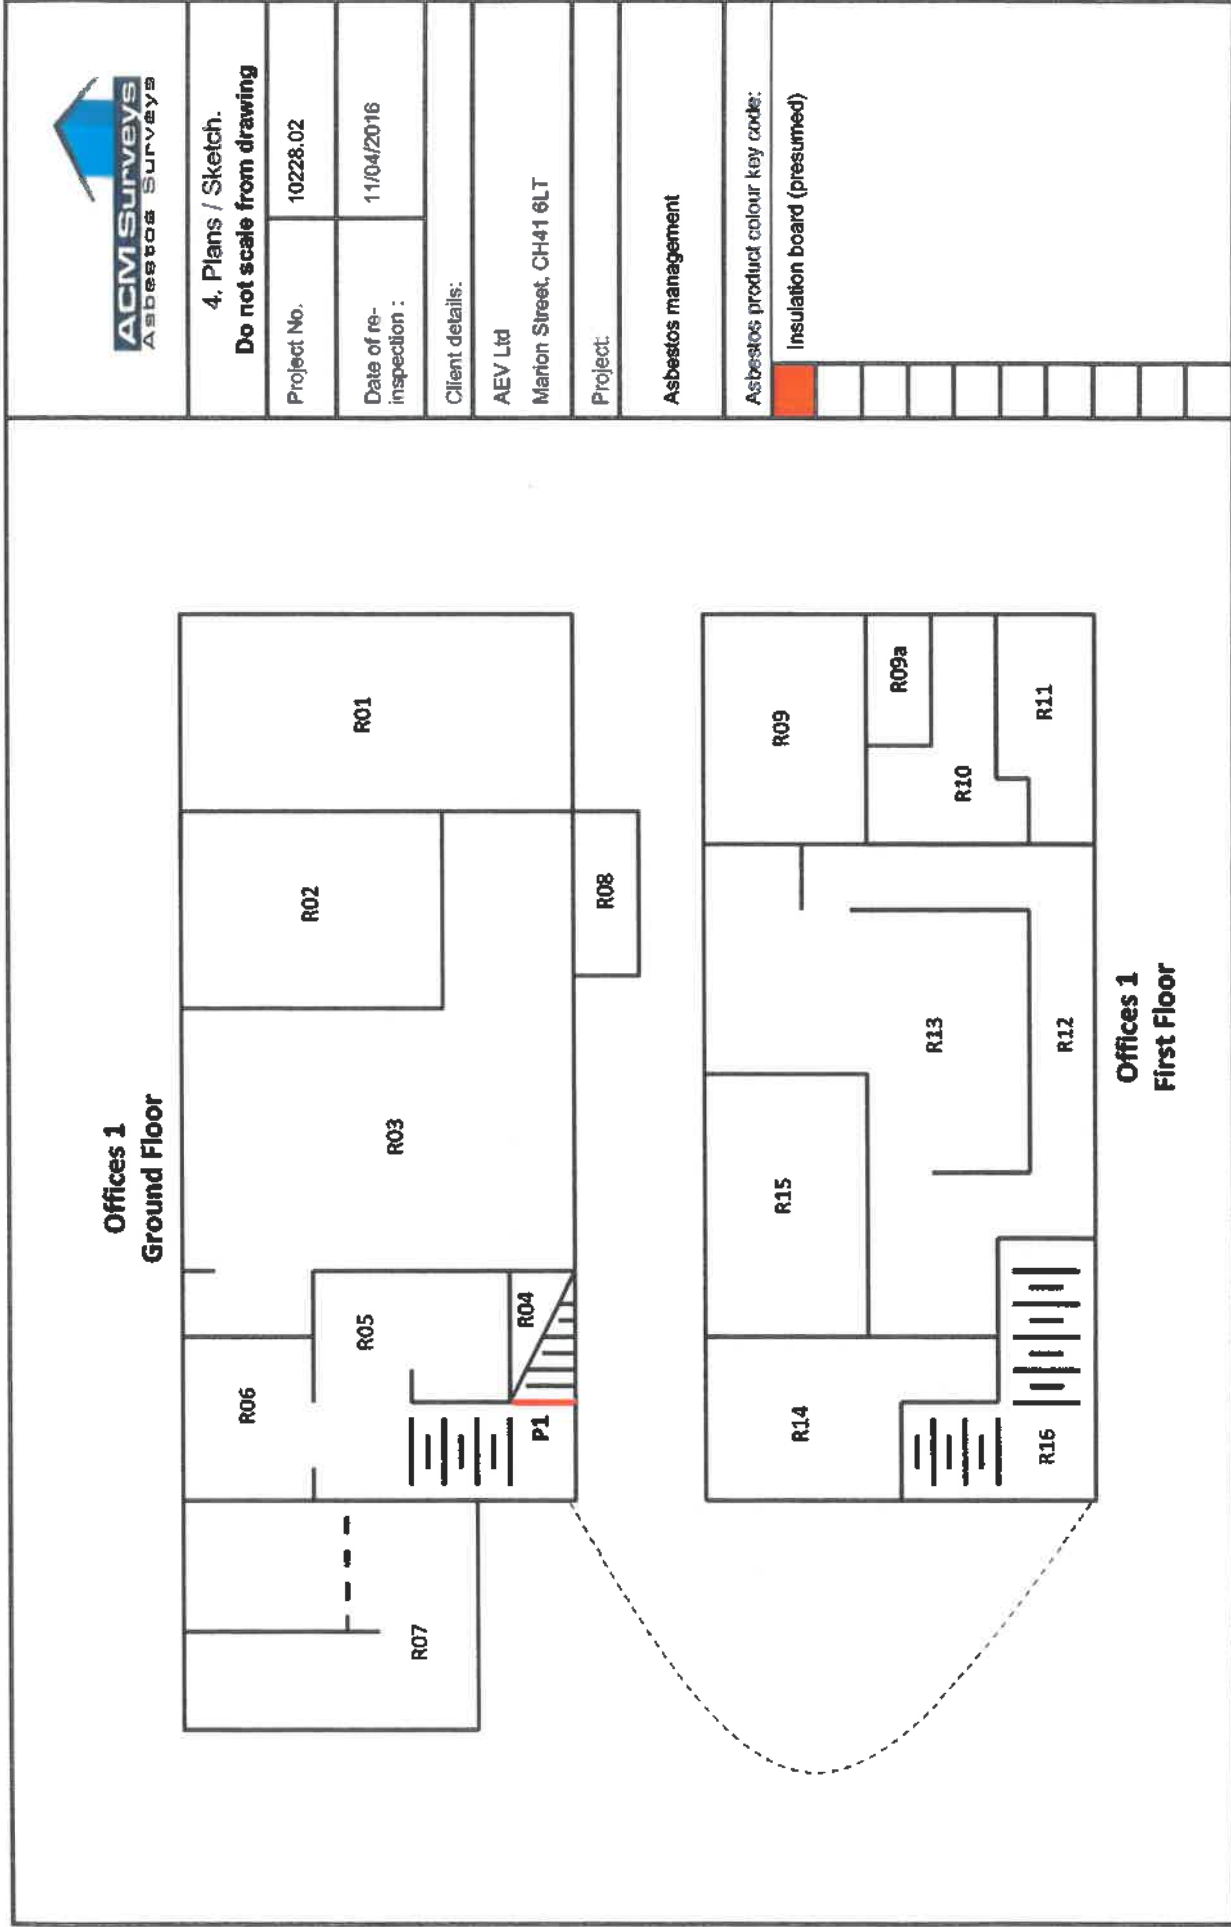 ACM Surveys
Asbestos Surveys
4. Plans / Sketch.
Do not scale from drawing
Project No.
10228.02
Date of re-
inspection :
11/04/2016
Client details:
AEV Ltd
Marion Street, CH41 6LT
Project:
Asbestos management
Asbestos product colour key code:
Insulation board (presumed)
Offices 1
Ground Floor
R07
R06
R05
R04
P1
R03
R02
R01
R08
R14
R15
R16
R13
R12
R09
R09a
R10
R11
Offices 1
First Floor